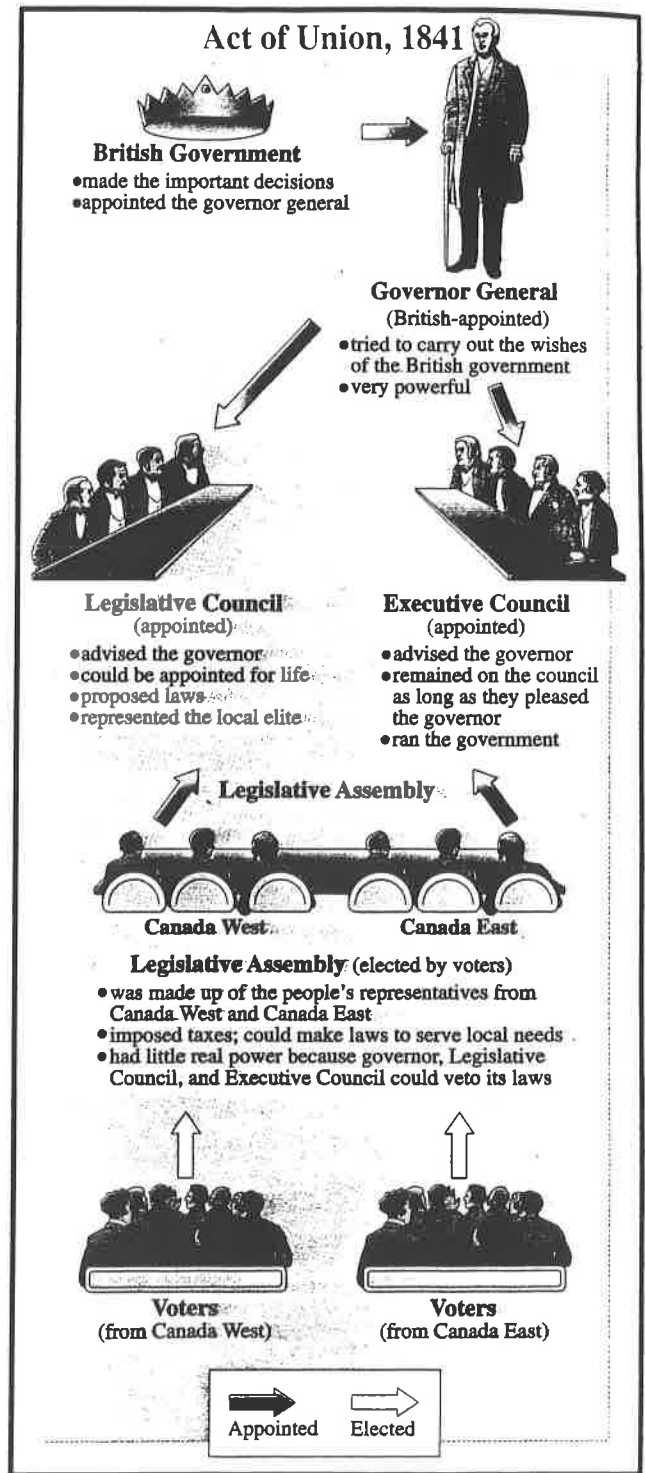 Act of Union, 1841
British Government
•made the important decisions
•appointed the governor general
Governor General
(British-appointed)
•tried to carry out the wishes
of the British government
•very powerful
Legislative Council
(appointed)
•advised the governor
•could be appointed for life
•proposed laws
•represented the local elite
Executive Council
(appointed)
•advised the governor
•remained on the council
as long as they pleased
the governor
•ran the government
Legislative Assembly
Canada West
Canada East
Legislative Assembly (elected by voters)
•was made up of the people's representatives from
Canada West and Canada East
•imposed taxes; could make laws to serve local needs
•had little real power because governor, Legislative
Council, and Executive Council could veto its laws
Voters
(from Canada West)
Voters
(from Canada East)
Appointed
Elected